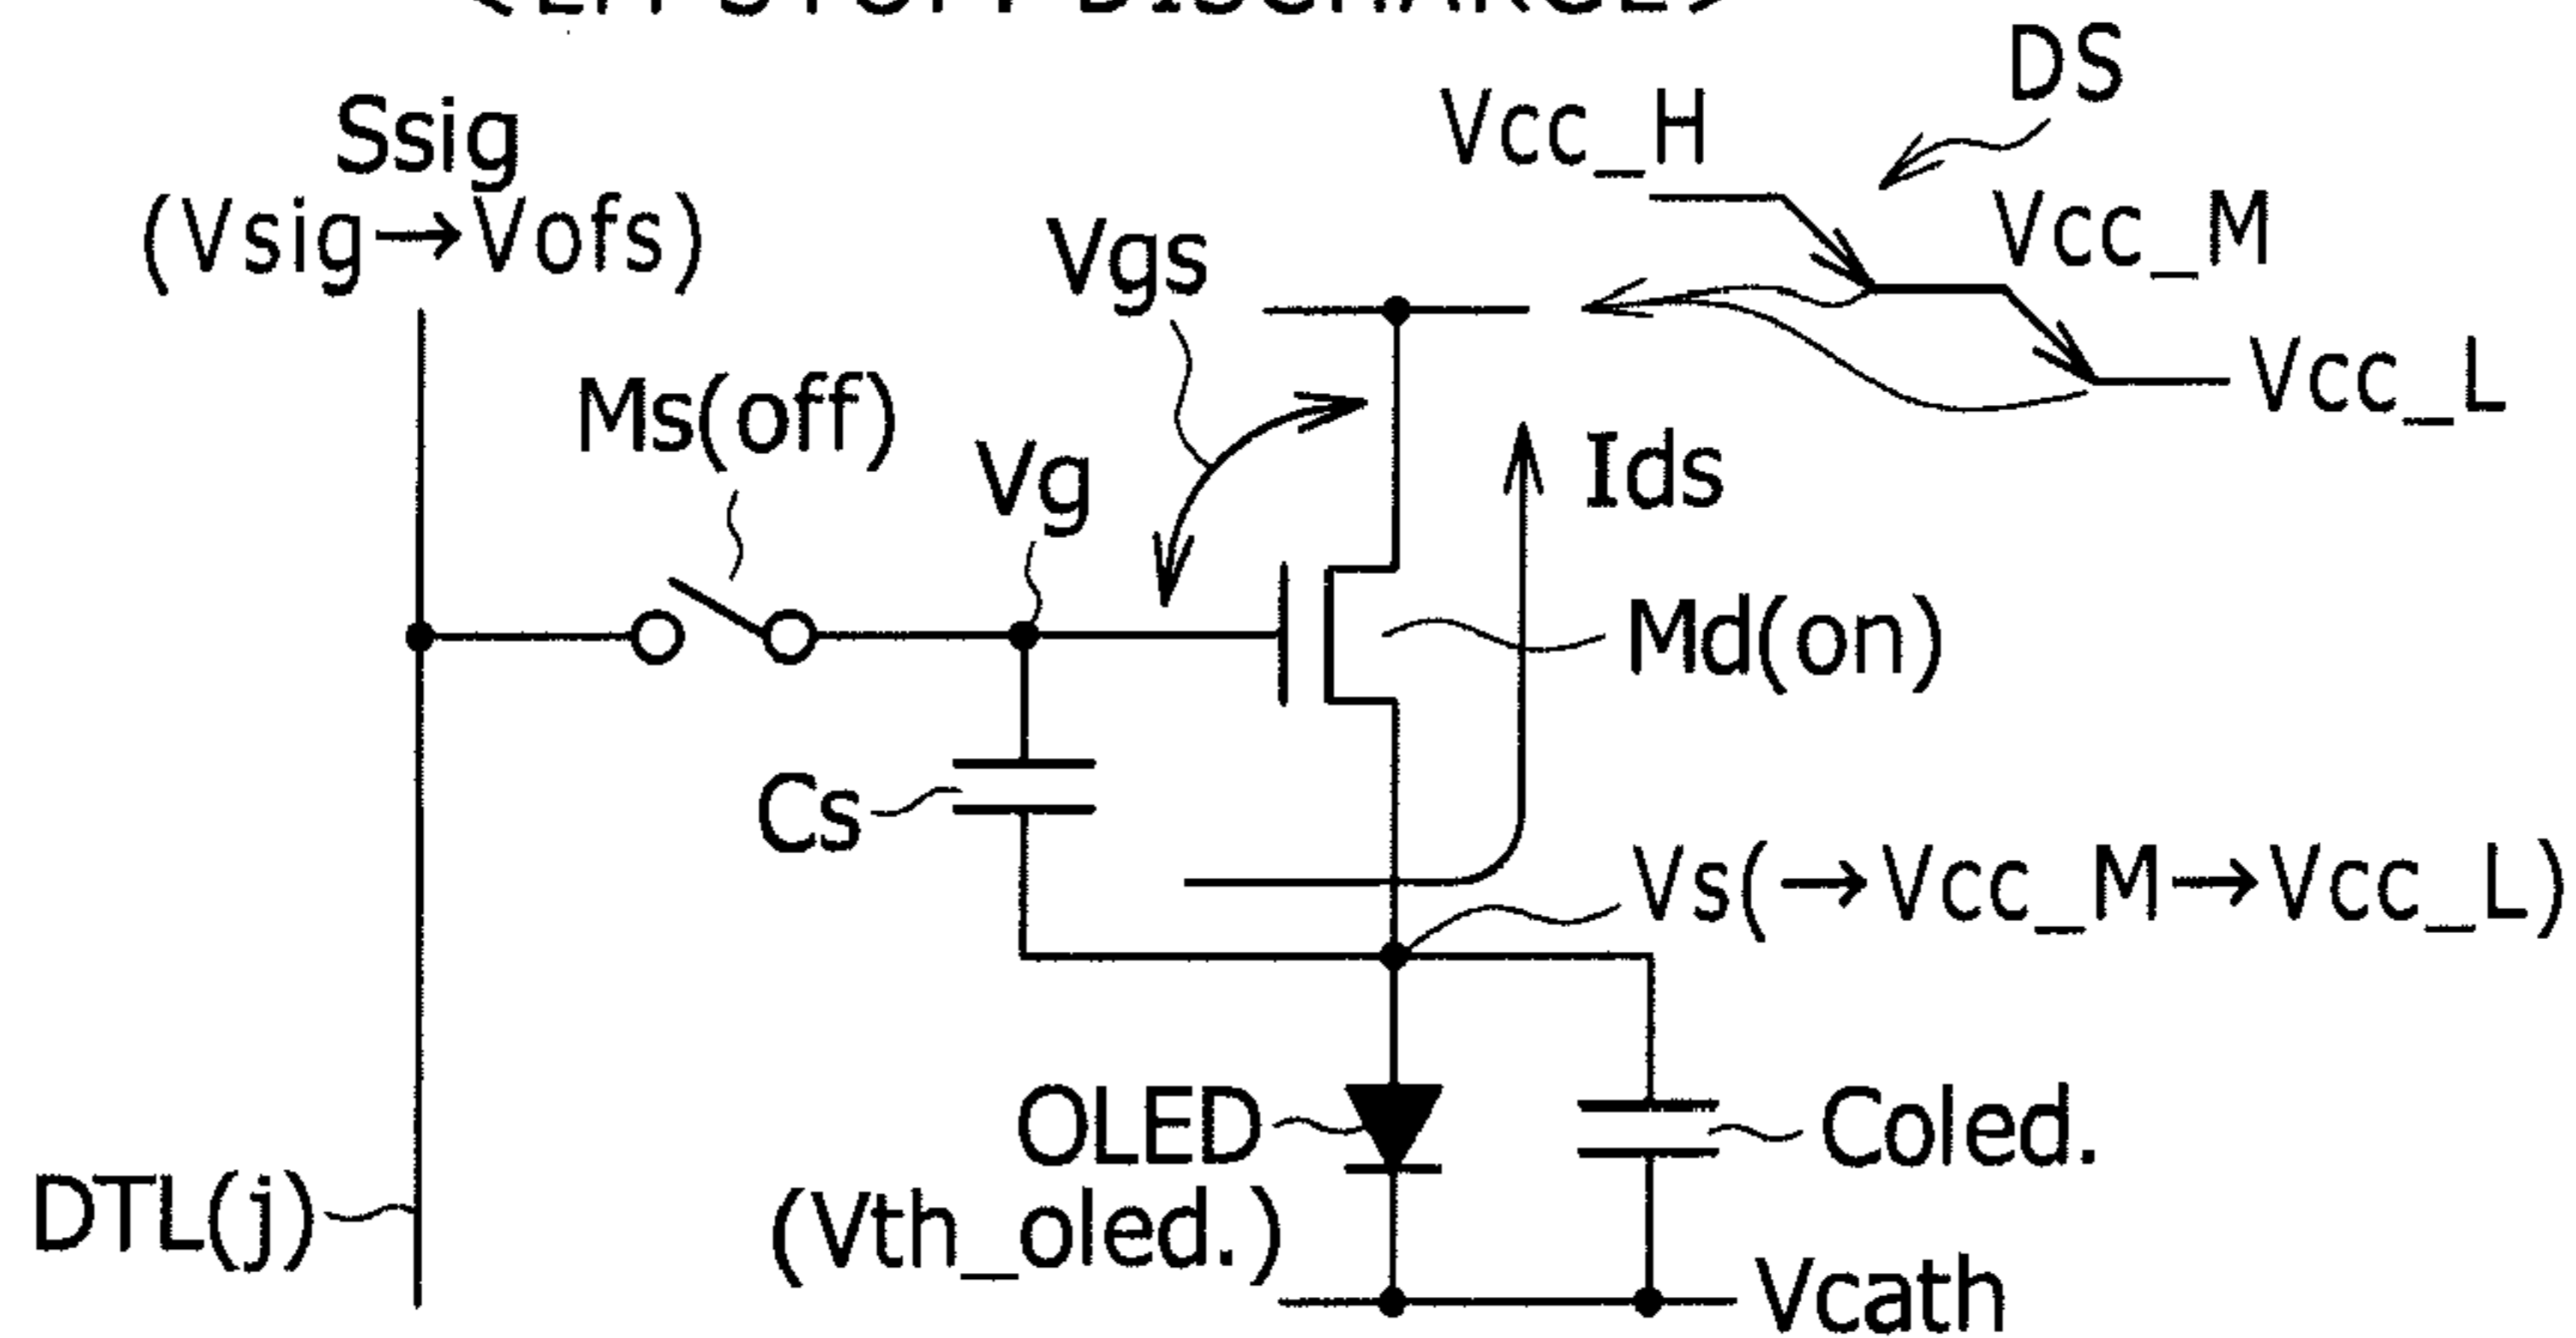 DS
Ssig
(Vsig→Vofs)
Vcc_H
Vcc_M
Vcc_L
Vgs
Ms(off)
Vg
Ids
Md(on)
Cs
Vs(→Vcc_M→Vcc_L)
OLED
(Vth_oled.)
Coled.
DTL(j)
Vcath